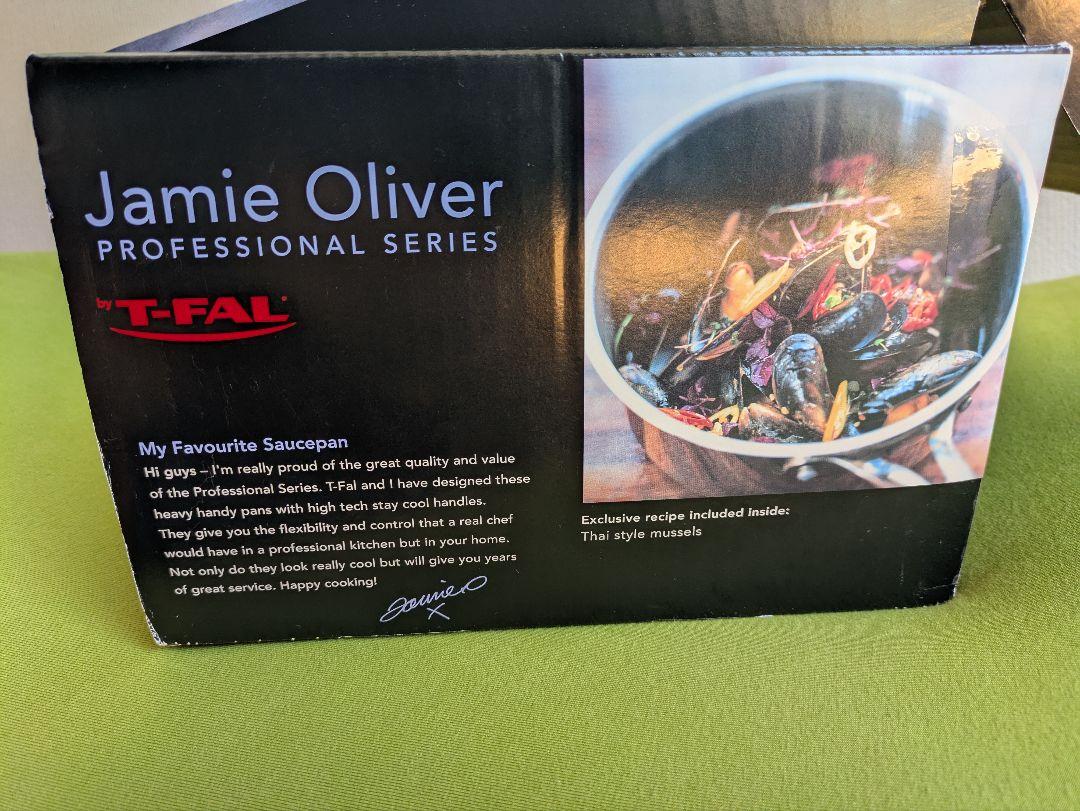 Jamie Oliver
PROFESSIONAL SERIES
by T-FAL
My Favourite Saucepan
Hi guys – I'm really proud of the great quality and value
of the Professional Series. T-Fal and I have designed these
heavy handy pans with high tech stay cool handles.
They give you the flexibility and control that a real chef
would have in a professional kitchen but in your home.
Not only do they look really cool but will give you years
of great service. Happy cooking!
Jamie O
x
Exclusive recipe included inside:
Thai style mussels